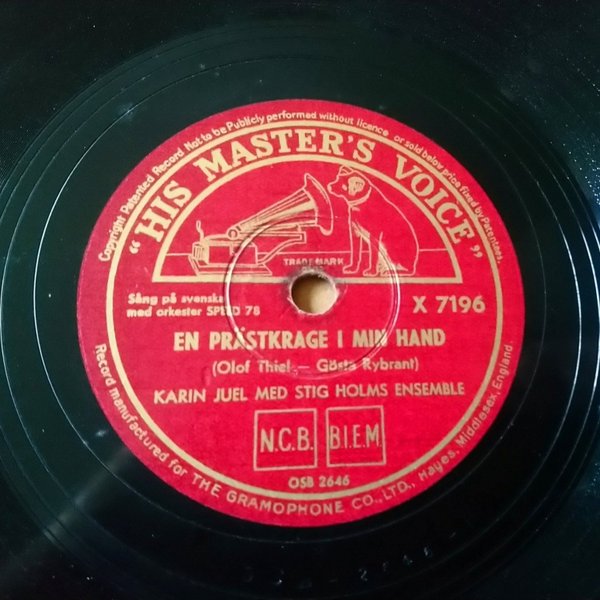 Copyright Patented Record Not to be Publicly performed without licence or sold below price fixed by Patentees.
"HIS MASTER'S VOICE"
TRADE MARK
Sång på svenska
med orkester SPEED 78
X 7196
EN PRÄSTKRAGE I MIN HAND
(Olof Thiel – Gösta Rybrant)
KARIN JUEL MED STIG HOLMS ENSEMBLE
N.C.B.
B.I.E.M
OSB 2646
Record manufactured for THE GRAMOPHONE CO., LTD., Hayes, Middlesex, England.